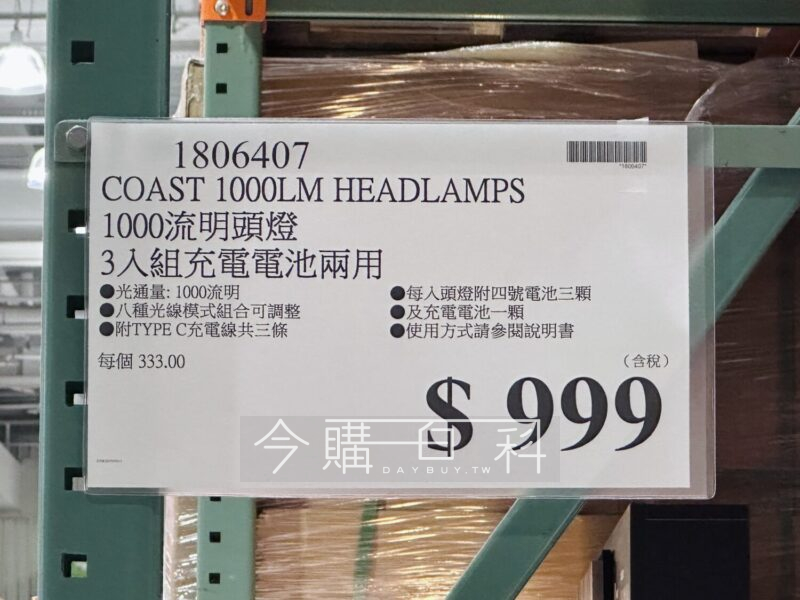 1806407
*1806407*
COAST 1000LM HEADLAMPS
1000流明頭燈
3入組充電電池兩用
●光通量: 1000流明
●八種光線模式組合可調整
●附TYPE C充電線共三條
●每入頭燈附四號電池三顆
●及充電電池一顆
●使用方式請參閱說明書
每個 333.00
(含稅)
$ 999
今購百科
DAYBUY.TW